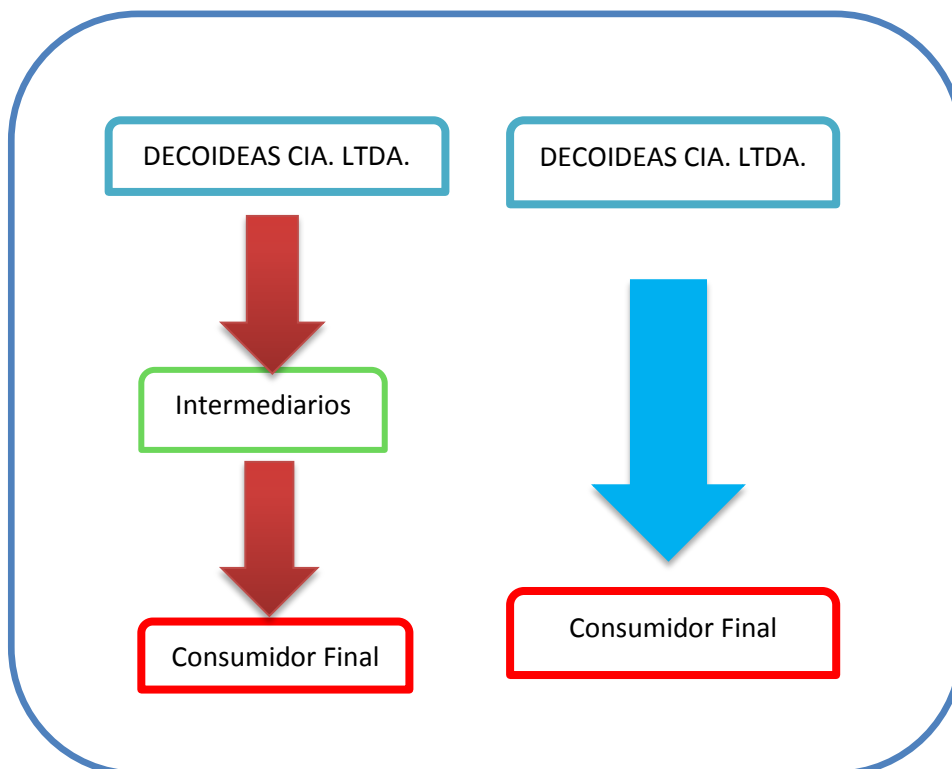 DECOIDEAS CIA. LTDA.
Intermediarios
Consumidor Final
DECOIDEAS CIA. LTDA.
Consumidor Final